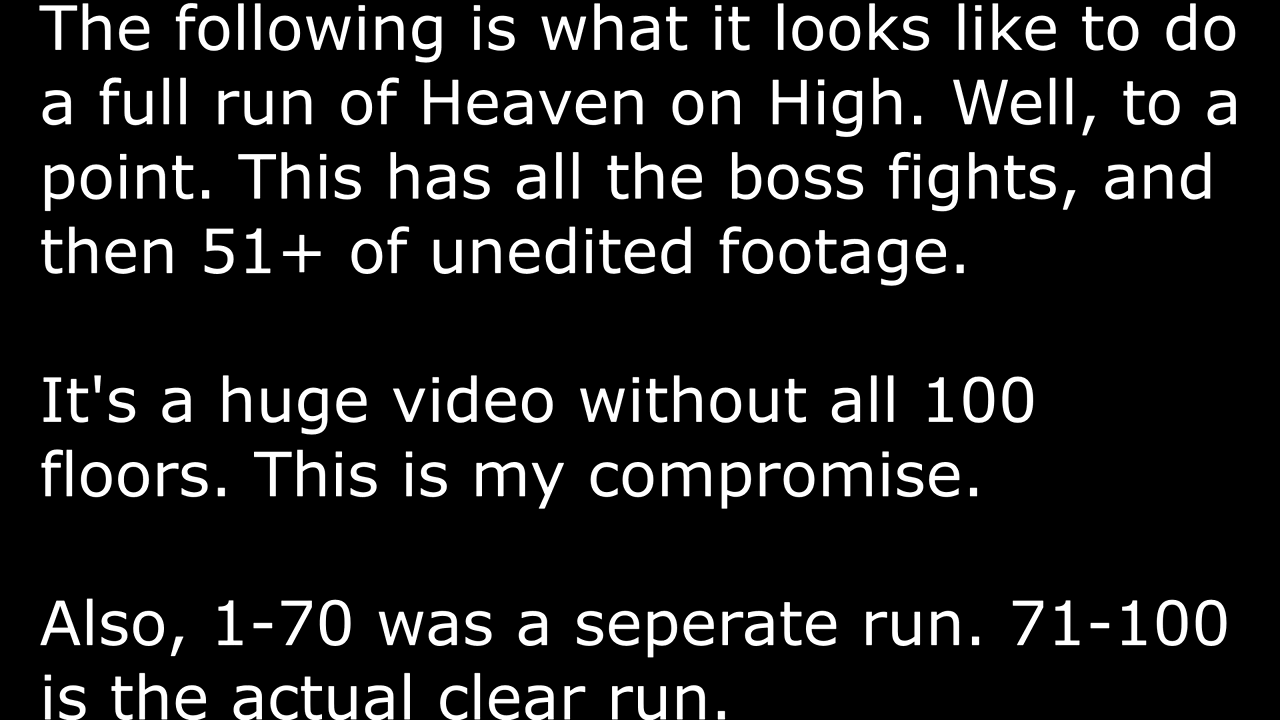 The following is what it looks like to do
a full run of Heaven on High. Well, to a
point. This has all the boss fights, and
then 51+ of unedited footage.
It's a huge video without all 100
floors. This is my compromise.
Also, 1-70 was a seperate run. 71-100
is the actual clear run.